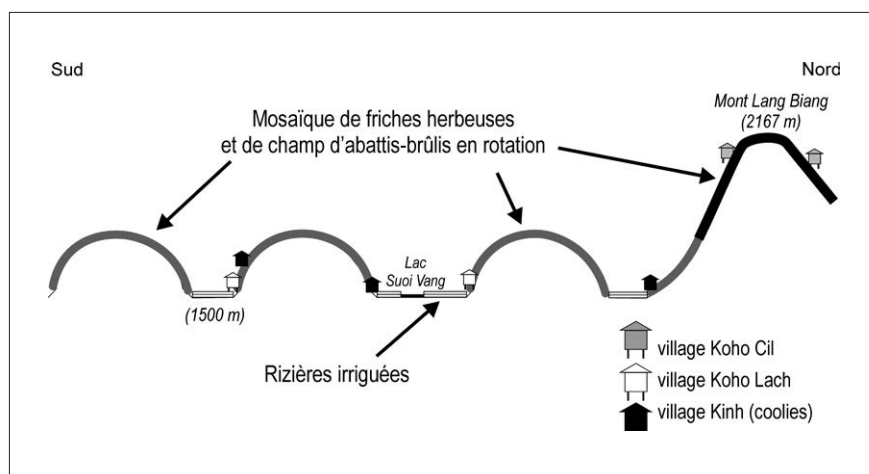 Sud
Nord
Mont Lang Biang
(2167 m)
Mosaïque de friches herbeuses
et de champ d'abattis-brûlis en rotation
Lac
Suoi Vang
(1500 m)
Rizières irriguées
village Koho Cil
village Koho Lach
village Kinh (coolies)